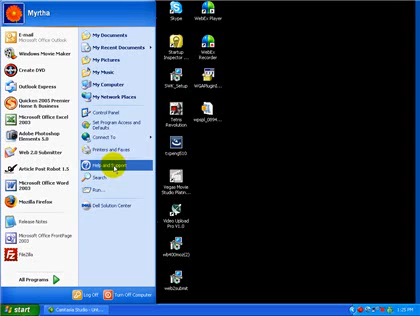 Myrtha
E-mail
Microsoft Office Outlook
Windows Movie Maker
Create DVD
Outlook Express
Quicken 2005 Premier
Home & Business
Microsoft Office Excel
2003
Adobe Photoshop
Elements 5.0
Web 2.0 Submitter
Article Post Robot 1.5
Microsoft Office Word
2003
Mozilla Firefox
Release Notes
Microsoft Office FrontPage
2003
FileZilla
All Programs
My Documents
My Recent Documents
My Pictures
My Music
My Computer
My Network Places
Control Panel
Set Program Access and
Defaults
Connect To
Printers and Faxes
Help and Support
Search
Run...
Dell Solution Center
Log Off
Turn Off Computer
Skype
WebEx Player
Startup
Inspector ...
WebEx
Recorder
SWK_Setup
WGAPluginI...
Tetris
Revolution
Vegas Movie
Studio Platin...
Video Upload
Pro V1.0
web2submit
start
Camtasia Studio - Unt...
1:25 PM